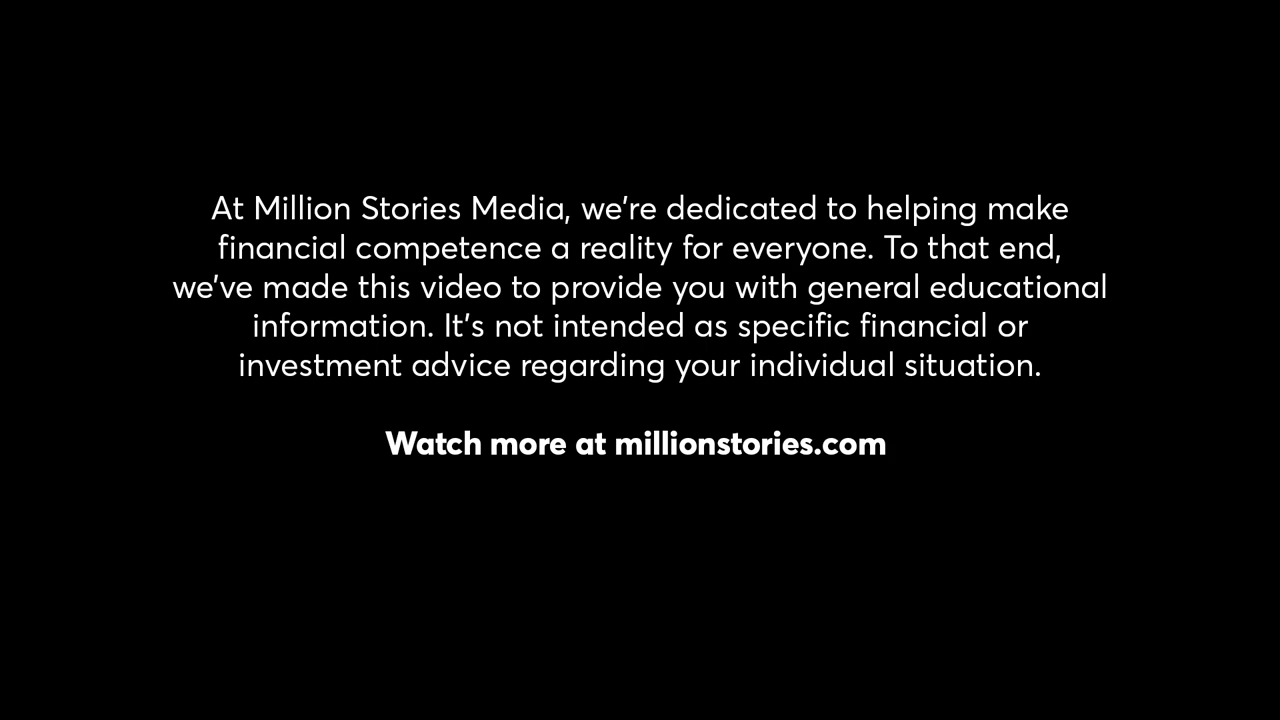 At Million Stories Media, we’re dedicated to helping make
financial competence a reality for everyone. To that end,
we’ve made this video to provide you with general educational
information. It’s not intended as specific financial or
investment advice regarding your individual situation.
Watch more at millionstories.com